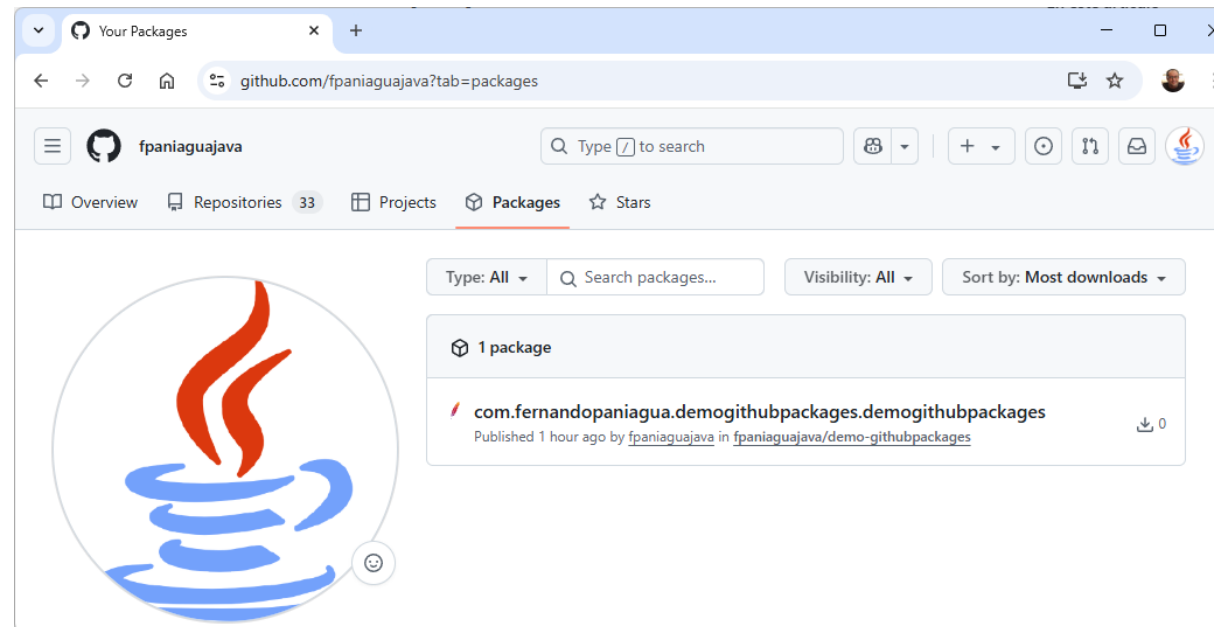 Your Packages
github.com/fpaniaguajava?tab=packages
fpaniaguajava
Type / to search
Overview Repositories 33 Projects Packages Stars
Type: All Search packages... Visibility: All Sort by: Most downloads
1 package
com.fernandopaniagua.demogithubpackages.demogithubpackages
Published 1 hour ago by fpaniaguajava in fpaniaguajava/demo-githubpackages
0